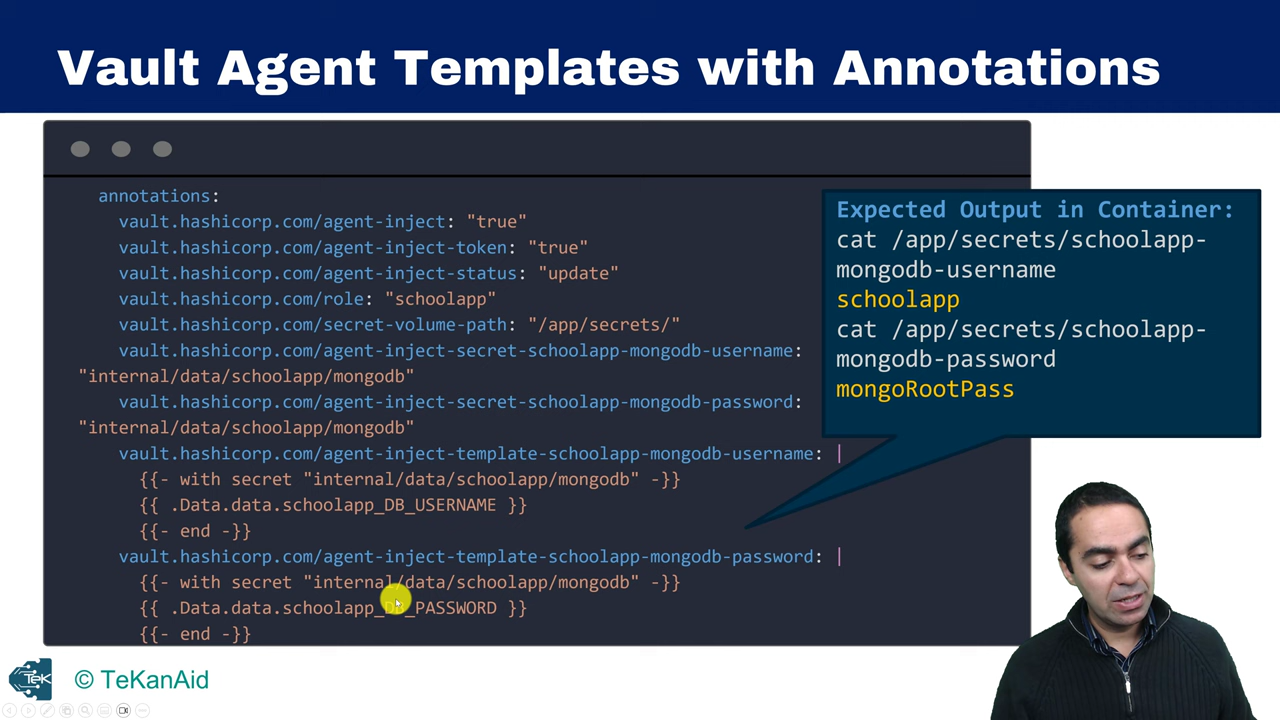 Vault Agent Templates with Annotations
annotations:
vault.hashicorp.com/agent-inject: "true"
vault.hashicorp.com/agent-inject-token: "true"
vault.hashicorp.com/agent-inject-status: "update"
vault.hashicorp.com/role: "schoolapp"
vault.hashicorp.com/secret-volume-path: "/app/secrets/"
vault.hashicorp.com/agent-inject-secret-schoolapp-mongodb-username:
"internal/data/schoolapp/mongodb"
vault.hashicorp.com/agent-inject-secret-schoolapp-mongodb-password:
"internal/data/schoolapp/mongodb"
vault.hashicorp.com/agent-inject-template-schoolapp-mongodb-username: |
{{- with secret "internal/data/schoolapp/mongodb" -}}
{{ .Data.data.schoolapp_DB_USERNAME }}
{{- end -}}
vault.hashicorp.com/agent-inject-template-schoolapp-mongodb-password: |
{{- with secret "internal/data/schoolapp/mongodb" -}}
{{ .Data.data.schoolapp_DB_PASSWORD }}
{{- end -}}
Expected Output in Container:
cat /app/secrets/schoolapp-
mongodb-username
schoolapp
cat /app/secrets/schoolapp-
mongodb-password
mongoRootPass
TeK
© TeKanAid